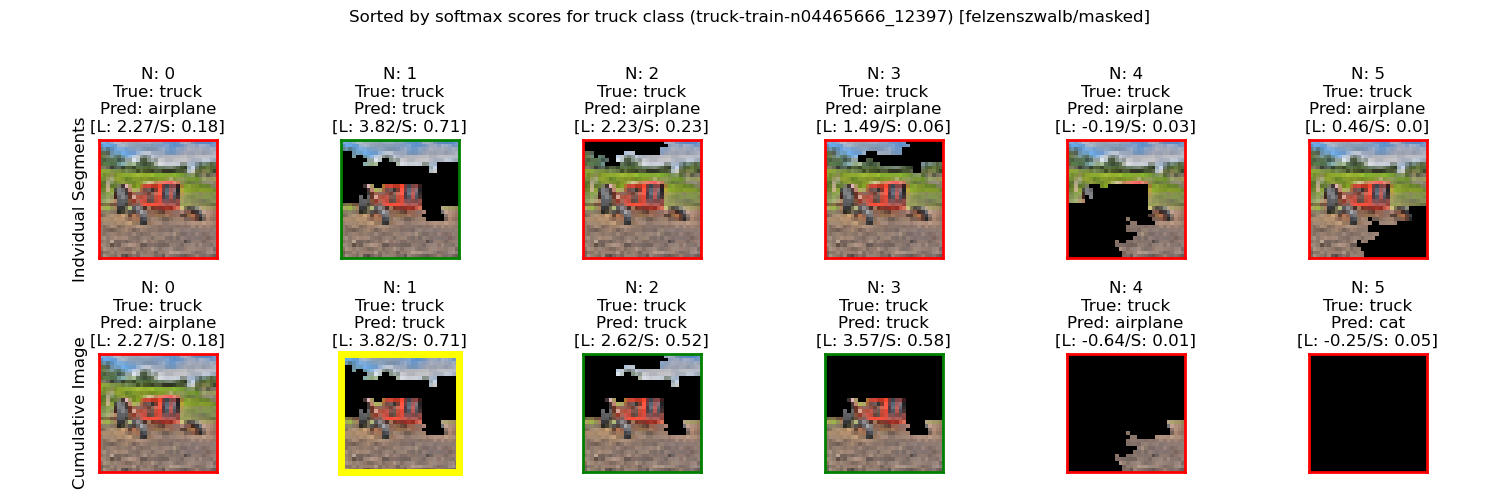 Sorted by softmax scores for truck class (truck-train-n04465666_12397) [felzenszwalb/masked]
Indvidual Segments
N: 0
True: truck
Pred: airplane
[L: 2.27/S: 0.18]
N: 1
True: truck
Pred: truck
[L: 3.82/S: 0.71]
N: 2
True: truck
Pred: airplane
[L: 2.23/S: 0.23]
N: 3
True: truck
Pred: airplane
[L: 1.49/S: 0.06]
N: 4
True: truck
Pred: airplane
[L: -0.19/S: 0.03]
N: 5
True: truck
Pred: airplane
[L: 0.46/S: 0.0]
Cumulative Image
N: 0
True: truck
Pred: airplane
[L: 2.27/S: 0.18]
N: 1
True: truck
Pred: truck
[L: 3.82/S: 0.71]
N: 2
True: truck
Pred: truck
[L: 2.62/S: 0.52]
N: 3
True: truck
Pred: truck
[L: 3.57/S: 0.58]
N: 4
True: truck
Pred: airplane
[L: -0.64/S: 0.01]
N: 5
True: truck
Pred: cat
[L: -0.25/S: 0.05]